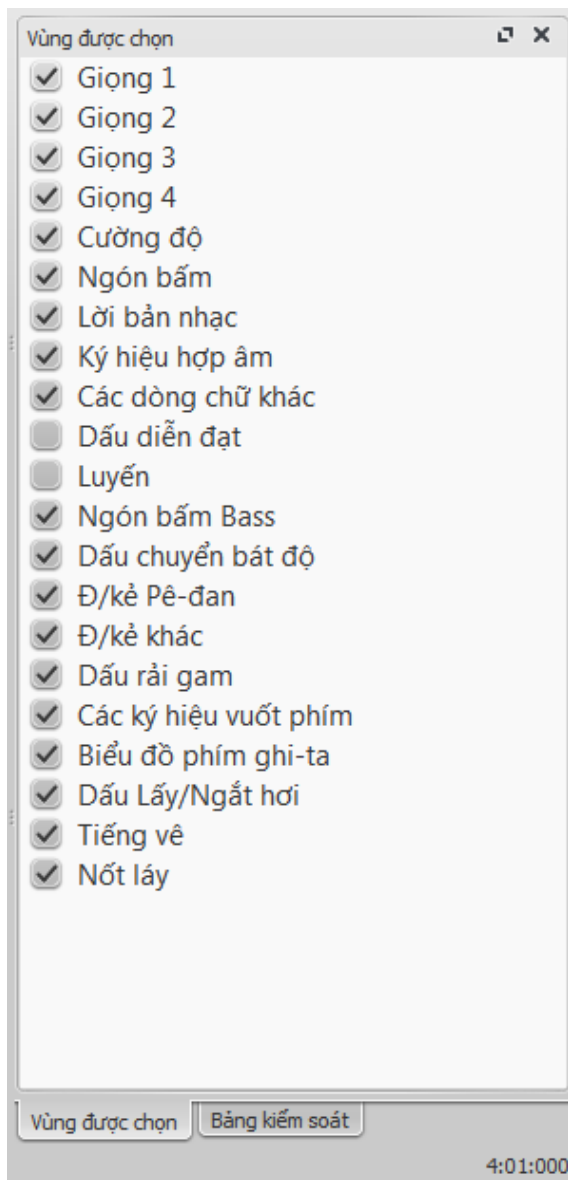 Vùng được chọn
Giọng 1
Giọng 2
Giọng 3
Giọng 4
Cường độ
Ngón bấm
Lời bản nhạc
Ký hiệu hợp âm
Các dòng chữ khác
Dấu diễn đạt
Luyến
Ngón bấm Bass
Dấu chuyển bát độ
Đ/kẻ Pê-đan
Đ/kẻ khác
Dấu rải gam
Các ký hiệu vuốt phím
Biểu đồ phím ghi-ta
Dấu Lấy/Ngắt hơi
Tiếng vê
Nốt láy
Vùng được chọn Bảng kiểm soát
4:01:000